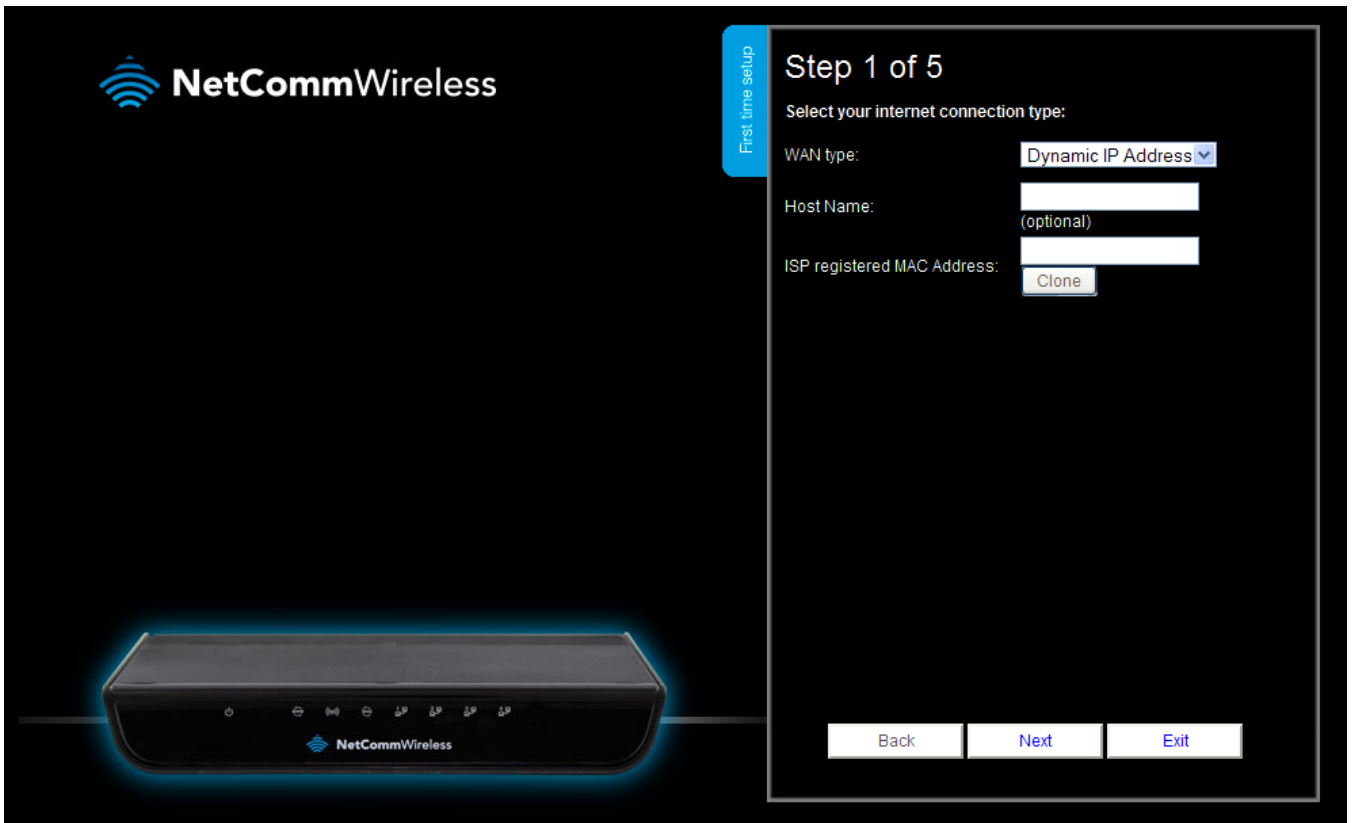 NetCommWireless
First time setup
Step 1 of 5
Select your internet connection type:
WAN type:
Dynamic IP Address
Host Name:
(optional)
ISP registered MAC Address:
Clone
NetCommWireless
Back
Next
Exit